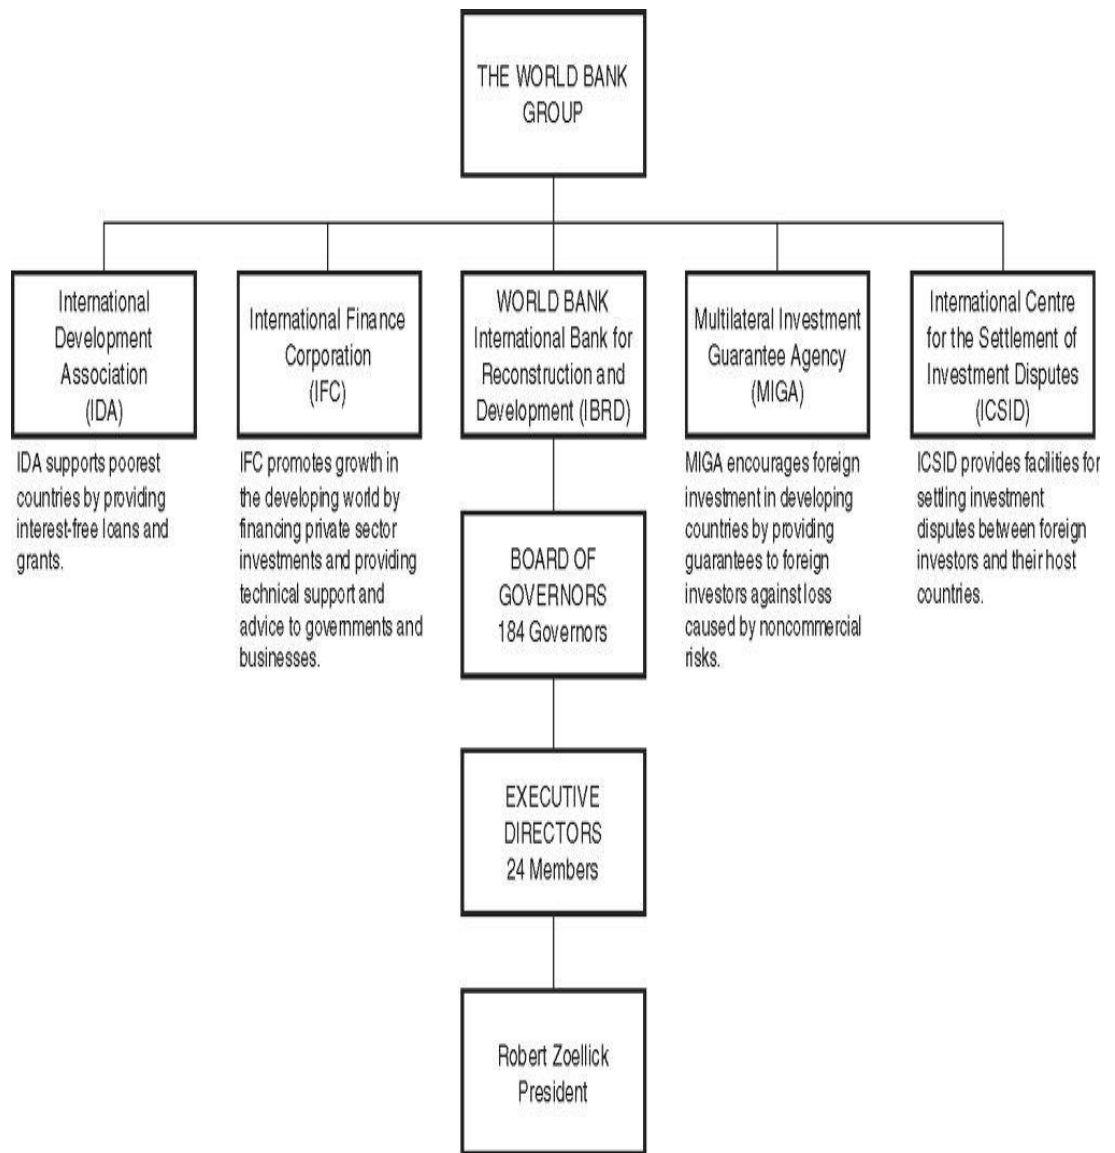 THE WORLD BANK
GROUP
International
Development
Association
(IDA)
IDA supports poorest
countries by providing
interest-free loans and
grants.
International Finance
Corporation
(IFC)
IFC promotes growth in
the developing world by
financing private sector
investments and providing
technical support and
advice to governments and
businesses.
WORLD BANK
International Bank for
Reconstruction and
Development (IBRD)
Multilateral Investment
Guarantee Agency
(MIGA)
MIGA encourages foreign
investment in developing
countries by providing
guarantees to foreign
investors against loss
caused by noncommercial
risks.
International Centre
for the Settlement of
Investment Disputes
(ICSID)
ICSID provides facilities for
settling investment
disputes between foreign
investors and their host
countries.
BOARD OF
GOVERNORS
184 Governors
EXECUTIVE
DIRECTORS
24 Members
Robert Zoellick
President